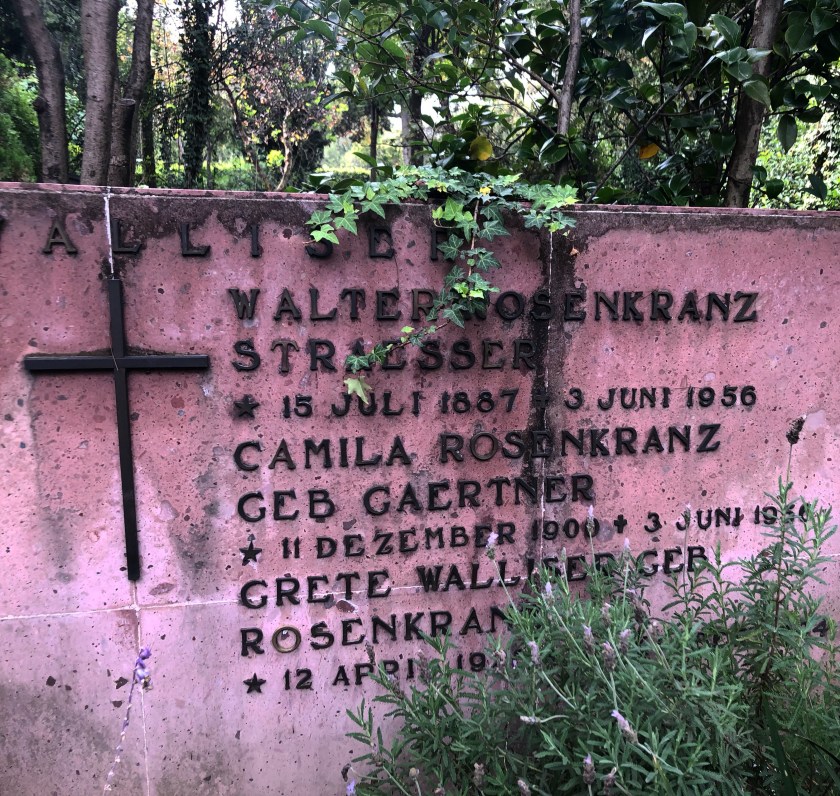 WALLISER
WALTER ROSENKRANZ
STRAESSER
★ 15 JULI 1887 + 3 JUNI 1956
CAMILA ROSENKRANZ
GEB GAERTNER
★ 11 DEZEMBER 1900 + 3 JUNI
GRETE WALLISER GEB
ROSENKRANZ
★ 12 APRIL